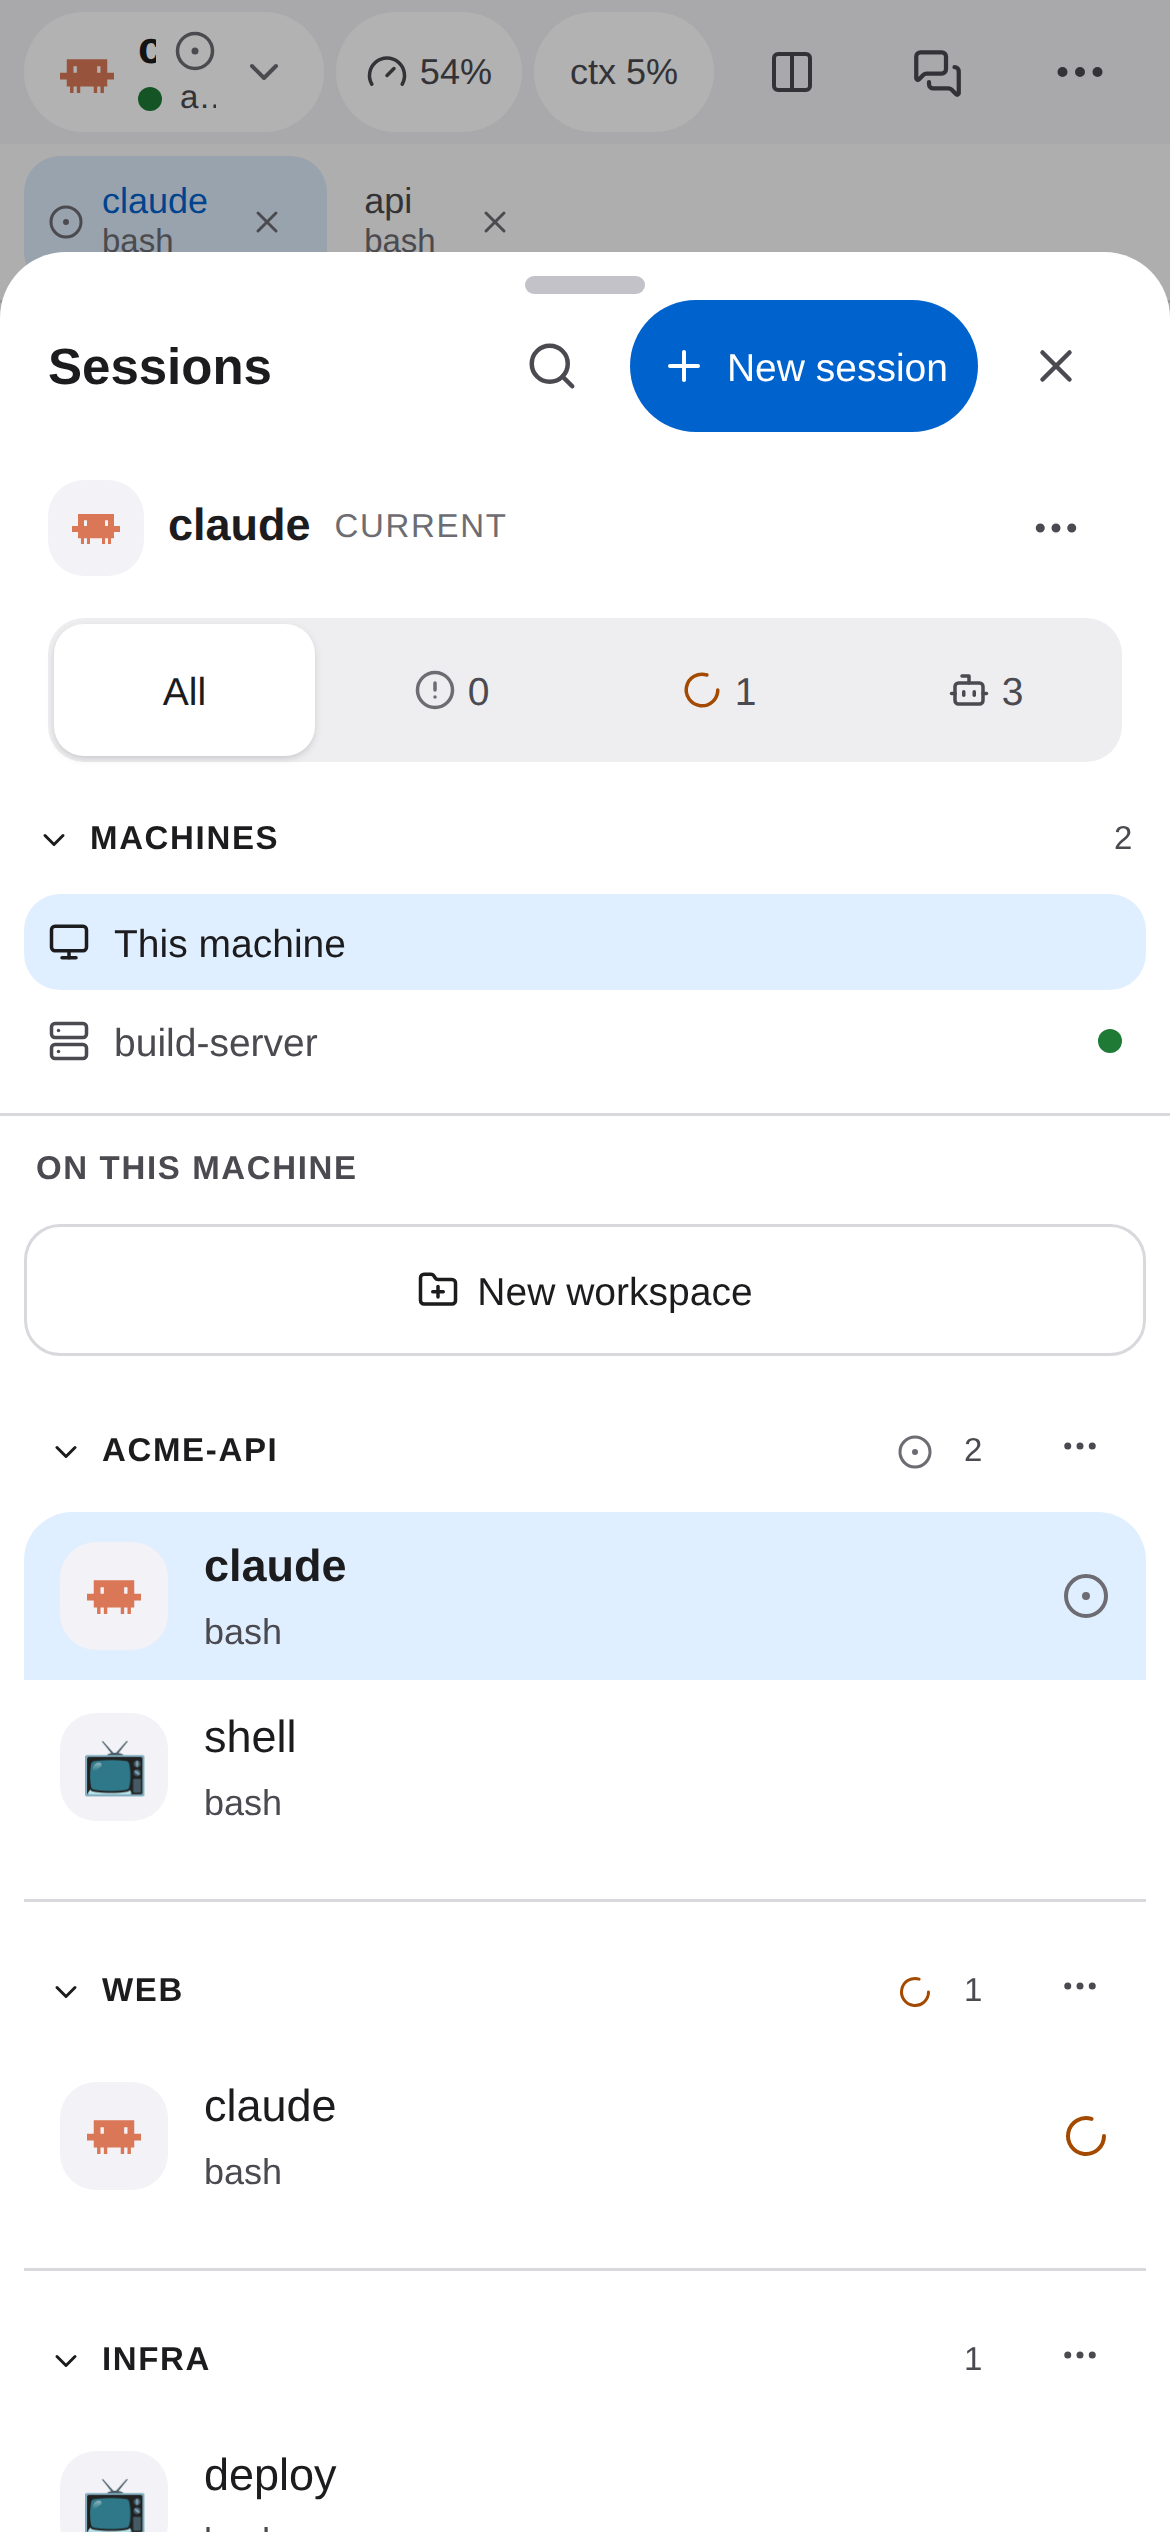 a..
54%
ctx 5%
claude
bash
api
bash
Sessions
New session
claude CURRENT
All
0
1
3
MACHINES 2
This machine
build-server
ON THIS MACHINE
New workspace
ACME-API 2
claude
bash
shell
bash
WEB 1
claude
bash
INFRA 1
deploy